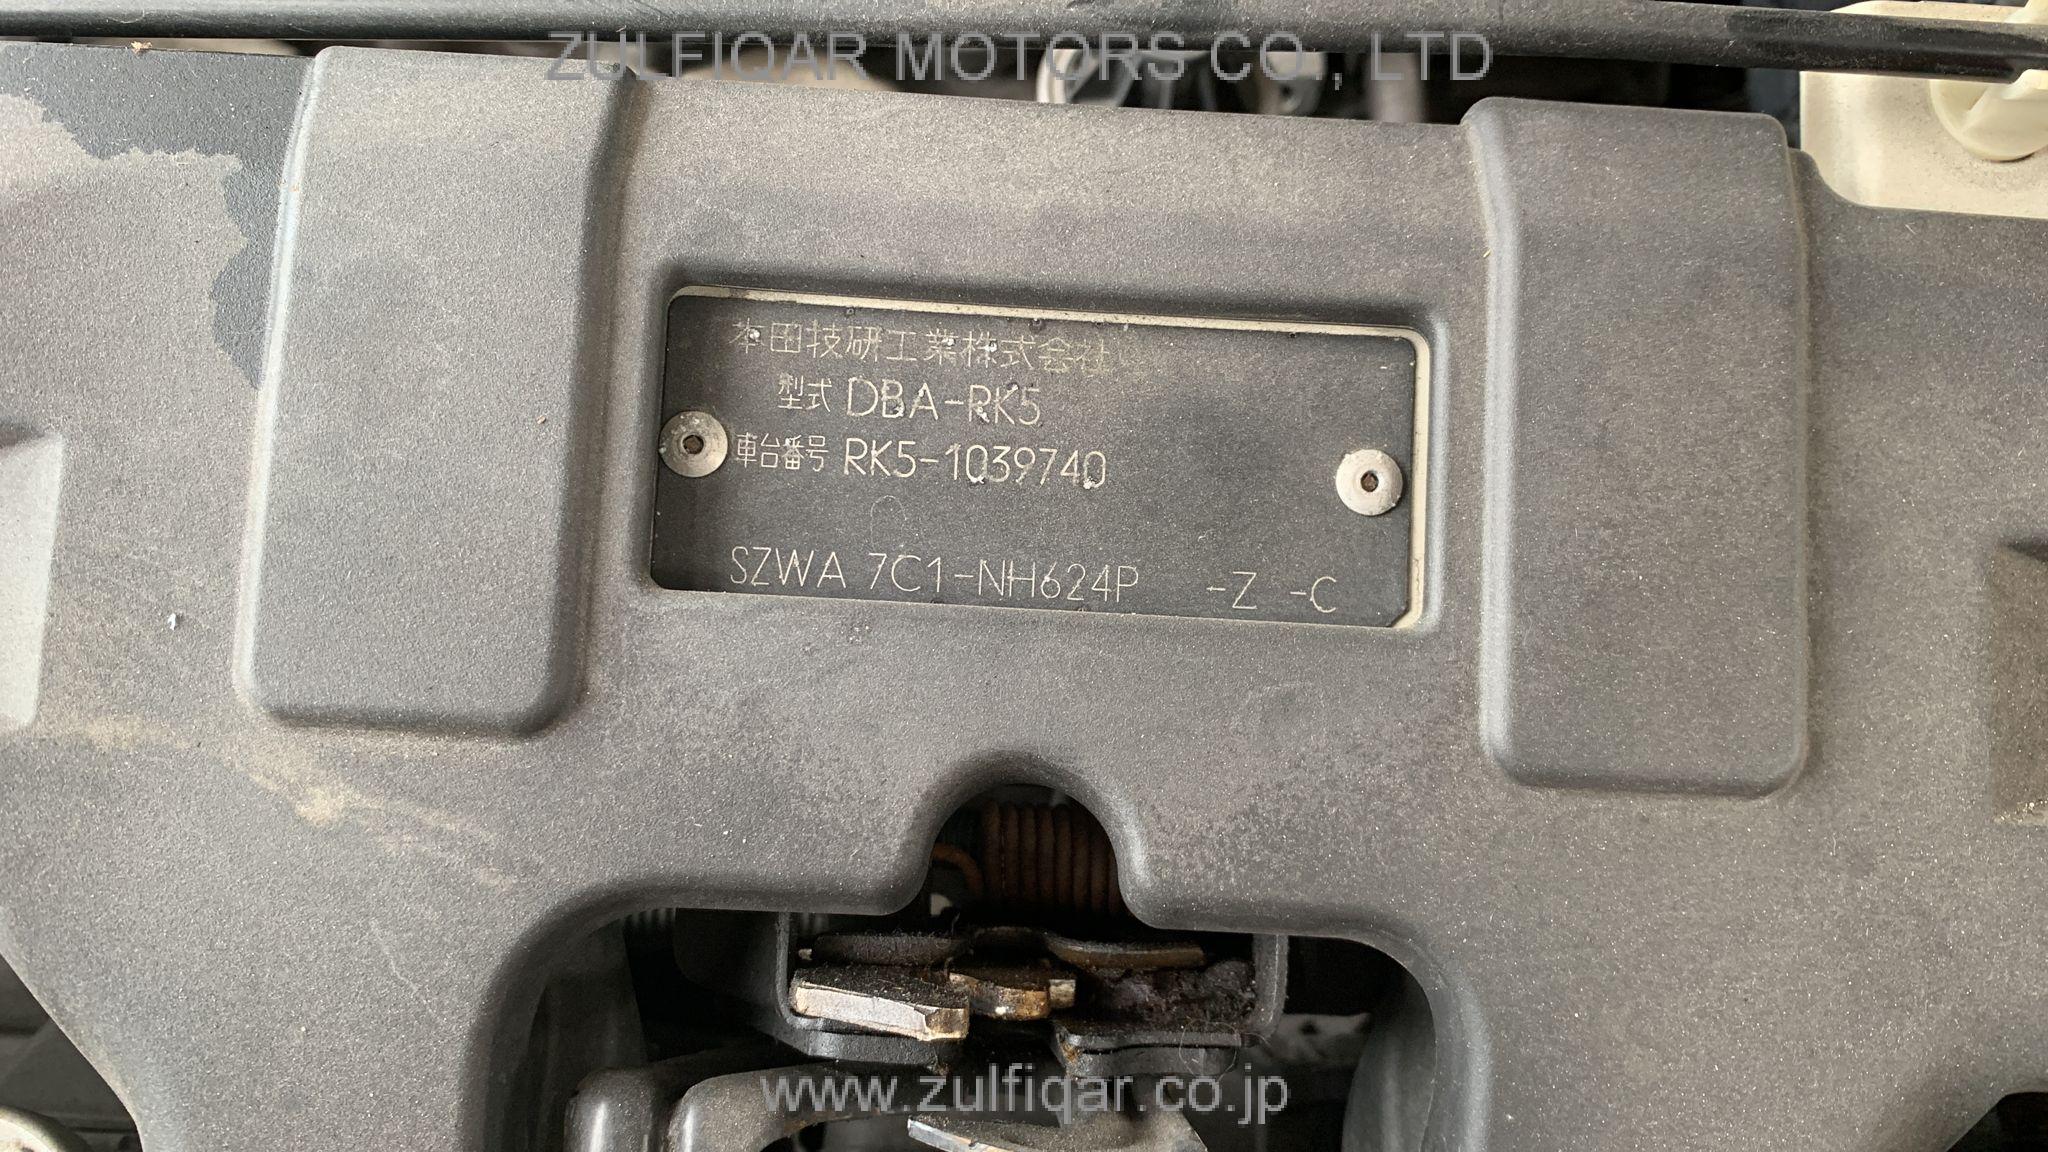 ZULFIQAR MOTORS CO., LTD
本田技研工業株式会社
型式 DBA-RK5
車台番号 RK5-1039740
SZWA 7C1-NH624P -Z -C
www.zulfiqar.co.jp